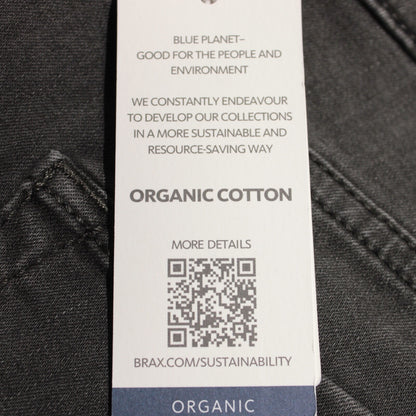 BLUE PLANET–
GOOD FOR THE PEOPLE AND
ENVIRONMENT
WE CONSTANTLY ENDEAVOUR
TO DEVELOP OUR COLLECTIONS
IN A MORE SUSTAINABLE AND
RESOURCE-SAVING WAY
ORGANIC COTTON
MORE DETAILS
BRAX.COM/SUSTAINABILITY
ORGANIC